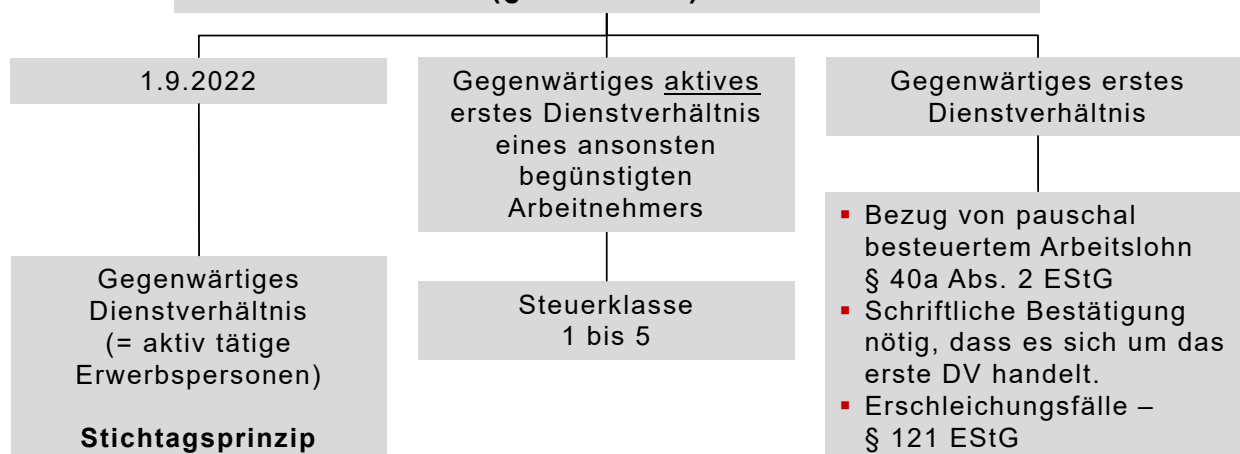 1.9.2022
Gegenwärtiges aktives
erstes Dienstverhältnis
eines ansonsten
begünstigten
Arbeitnehmers
Gegenwärtiges erstes
Dienstverhältnis
Gegenwärtiges
Dienstverhältnis
(= aktiv tätige
Erwerbspersonen)
Stichtagsprinzip
Steuerklasse
1 bis 5
▪ Bezug von pauschal
besteuertem Arbeitslohn
§ 40a Abs. 2 EStG
▪ Schriftliche Bestätigung
nötig, dass es sich um das
erste DV handelt.
▪ Erschleichungsfälle –
§ 121 EStG